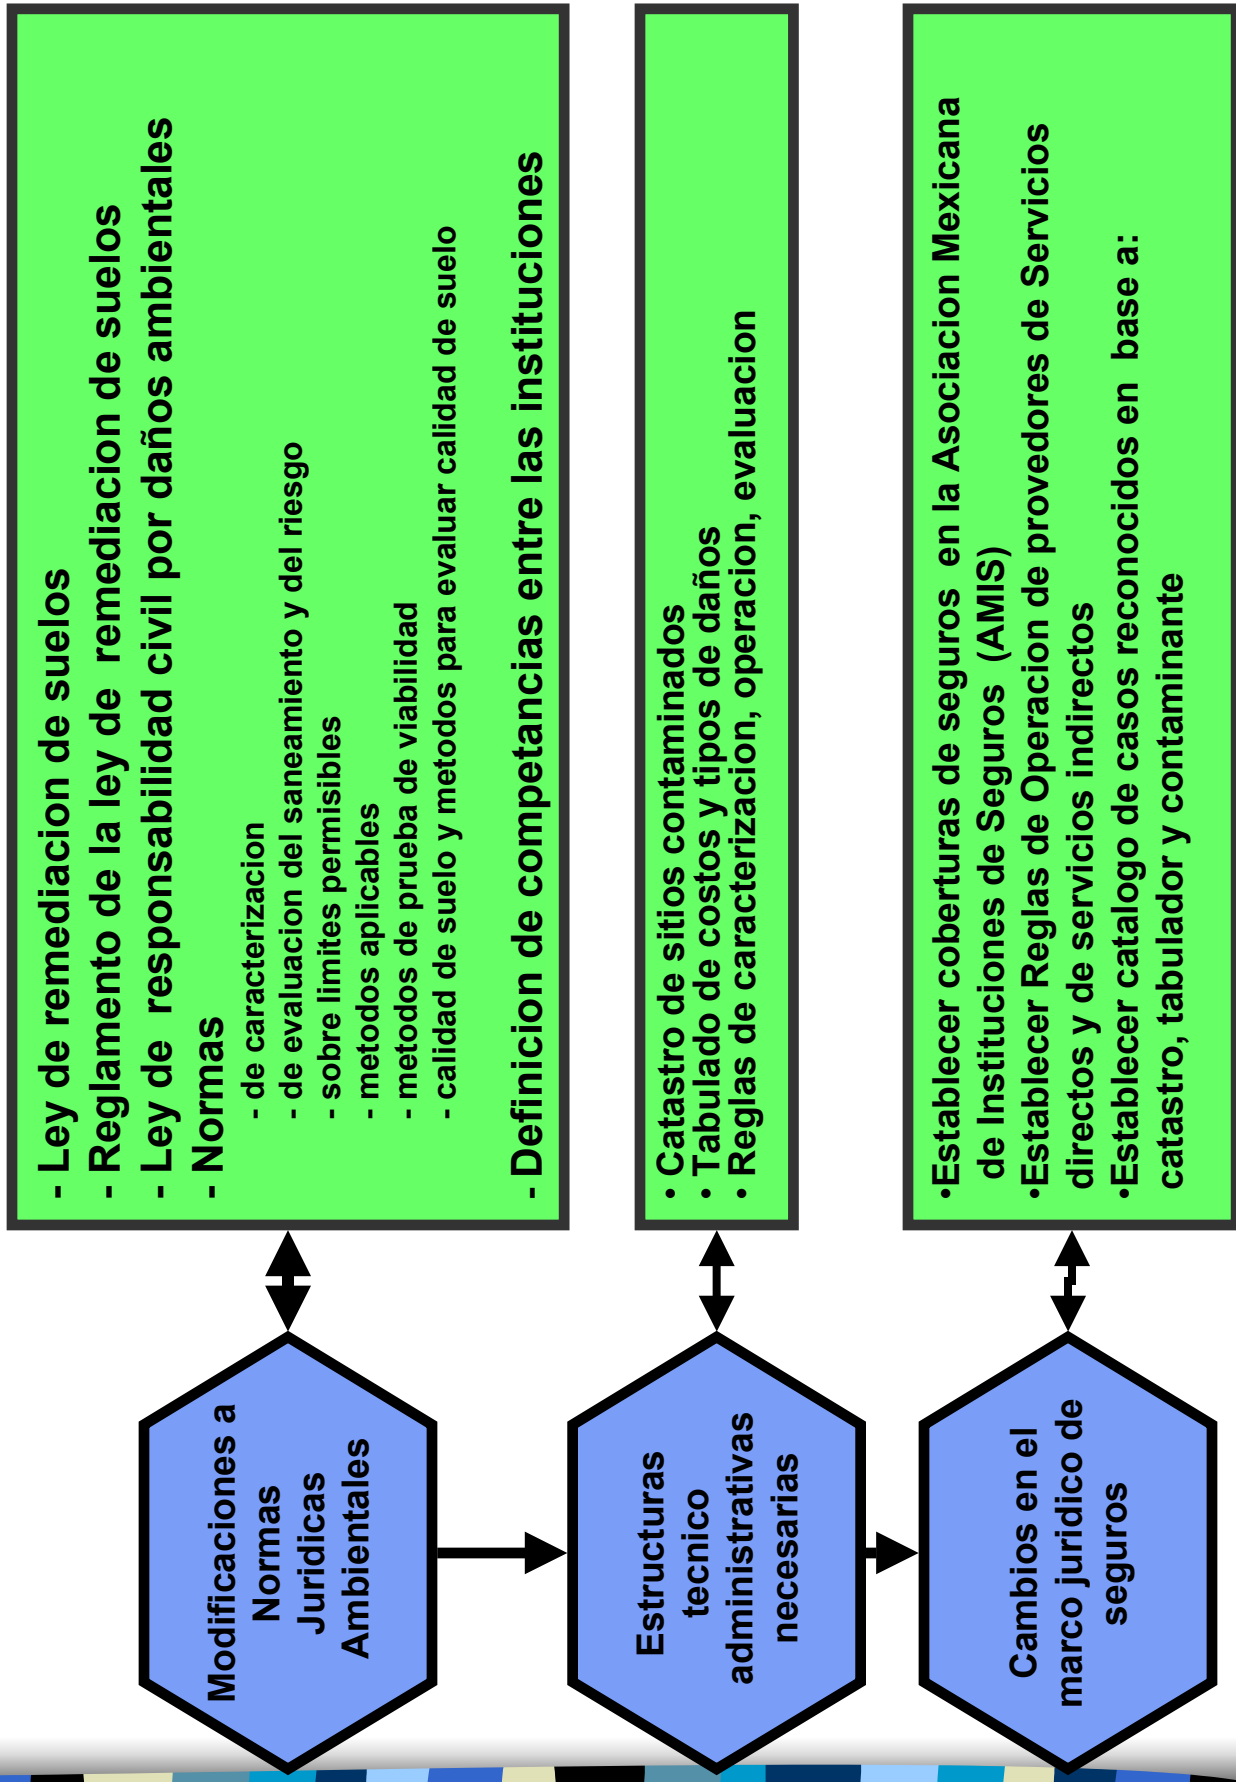 Modificaciones a
Normas
Juridicas
Ambientales
- Ley de remediacion de suelos
- Reglamento de la ley de remediacion de suelos
- Ley de responsabilidad civil por daños ambientales
- Normas
- de caracterizacion
- de evaluacion del saneamiento y del riesgo
- sobre limites permisibles
- metodos aplicables
- metodos de prueba de viabilidad
- calidad de suelo y metodos para evaluar calidad de suelo
- Definicion de competancias entre las instituciones
Estructuras
tecnico
administrativas
necesarias
• Catastro de sitios contaminados
• Tabulado de costos y tipos de daños
• Reglas de caracterizacion, operacion, evaluacion
Cambios en el
marco juridico de
seguros
•Establecer coberturas de seguros en la Asociacion Mexicana
de Instituciones de Seguros (AMIS)
•Establecer Reglas de Operacion de provedores de Servicios
directos y de servicios indirectos
•Establecer catalogo de casos reconocidos en base a:
catastro, tabulador y contaminante